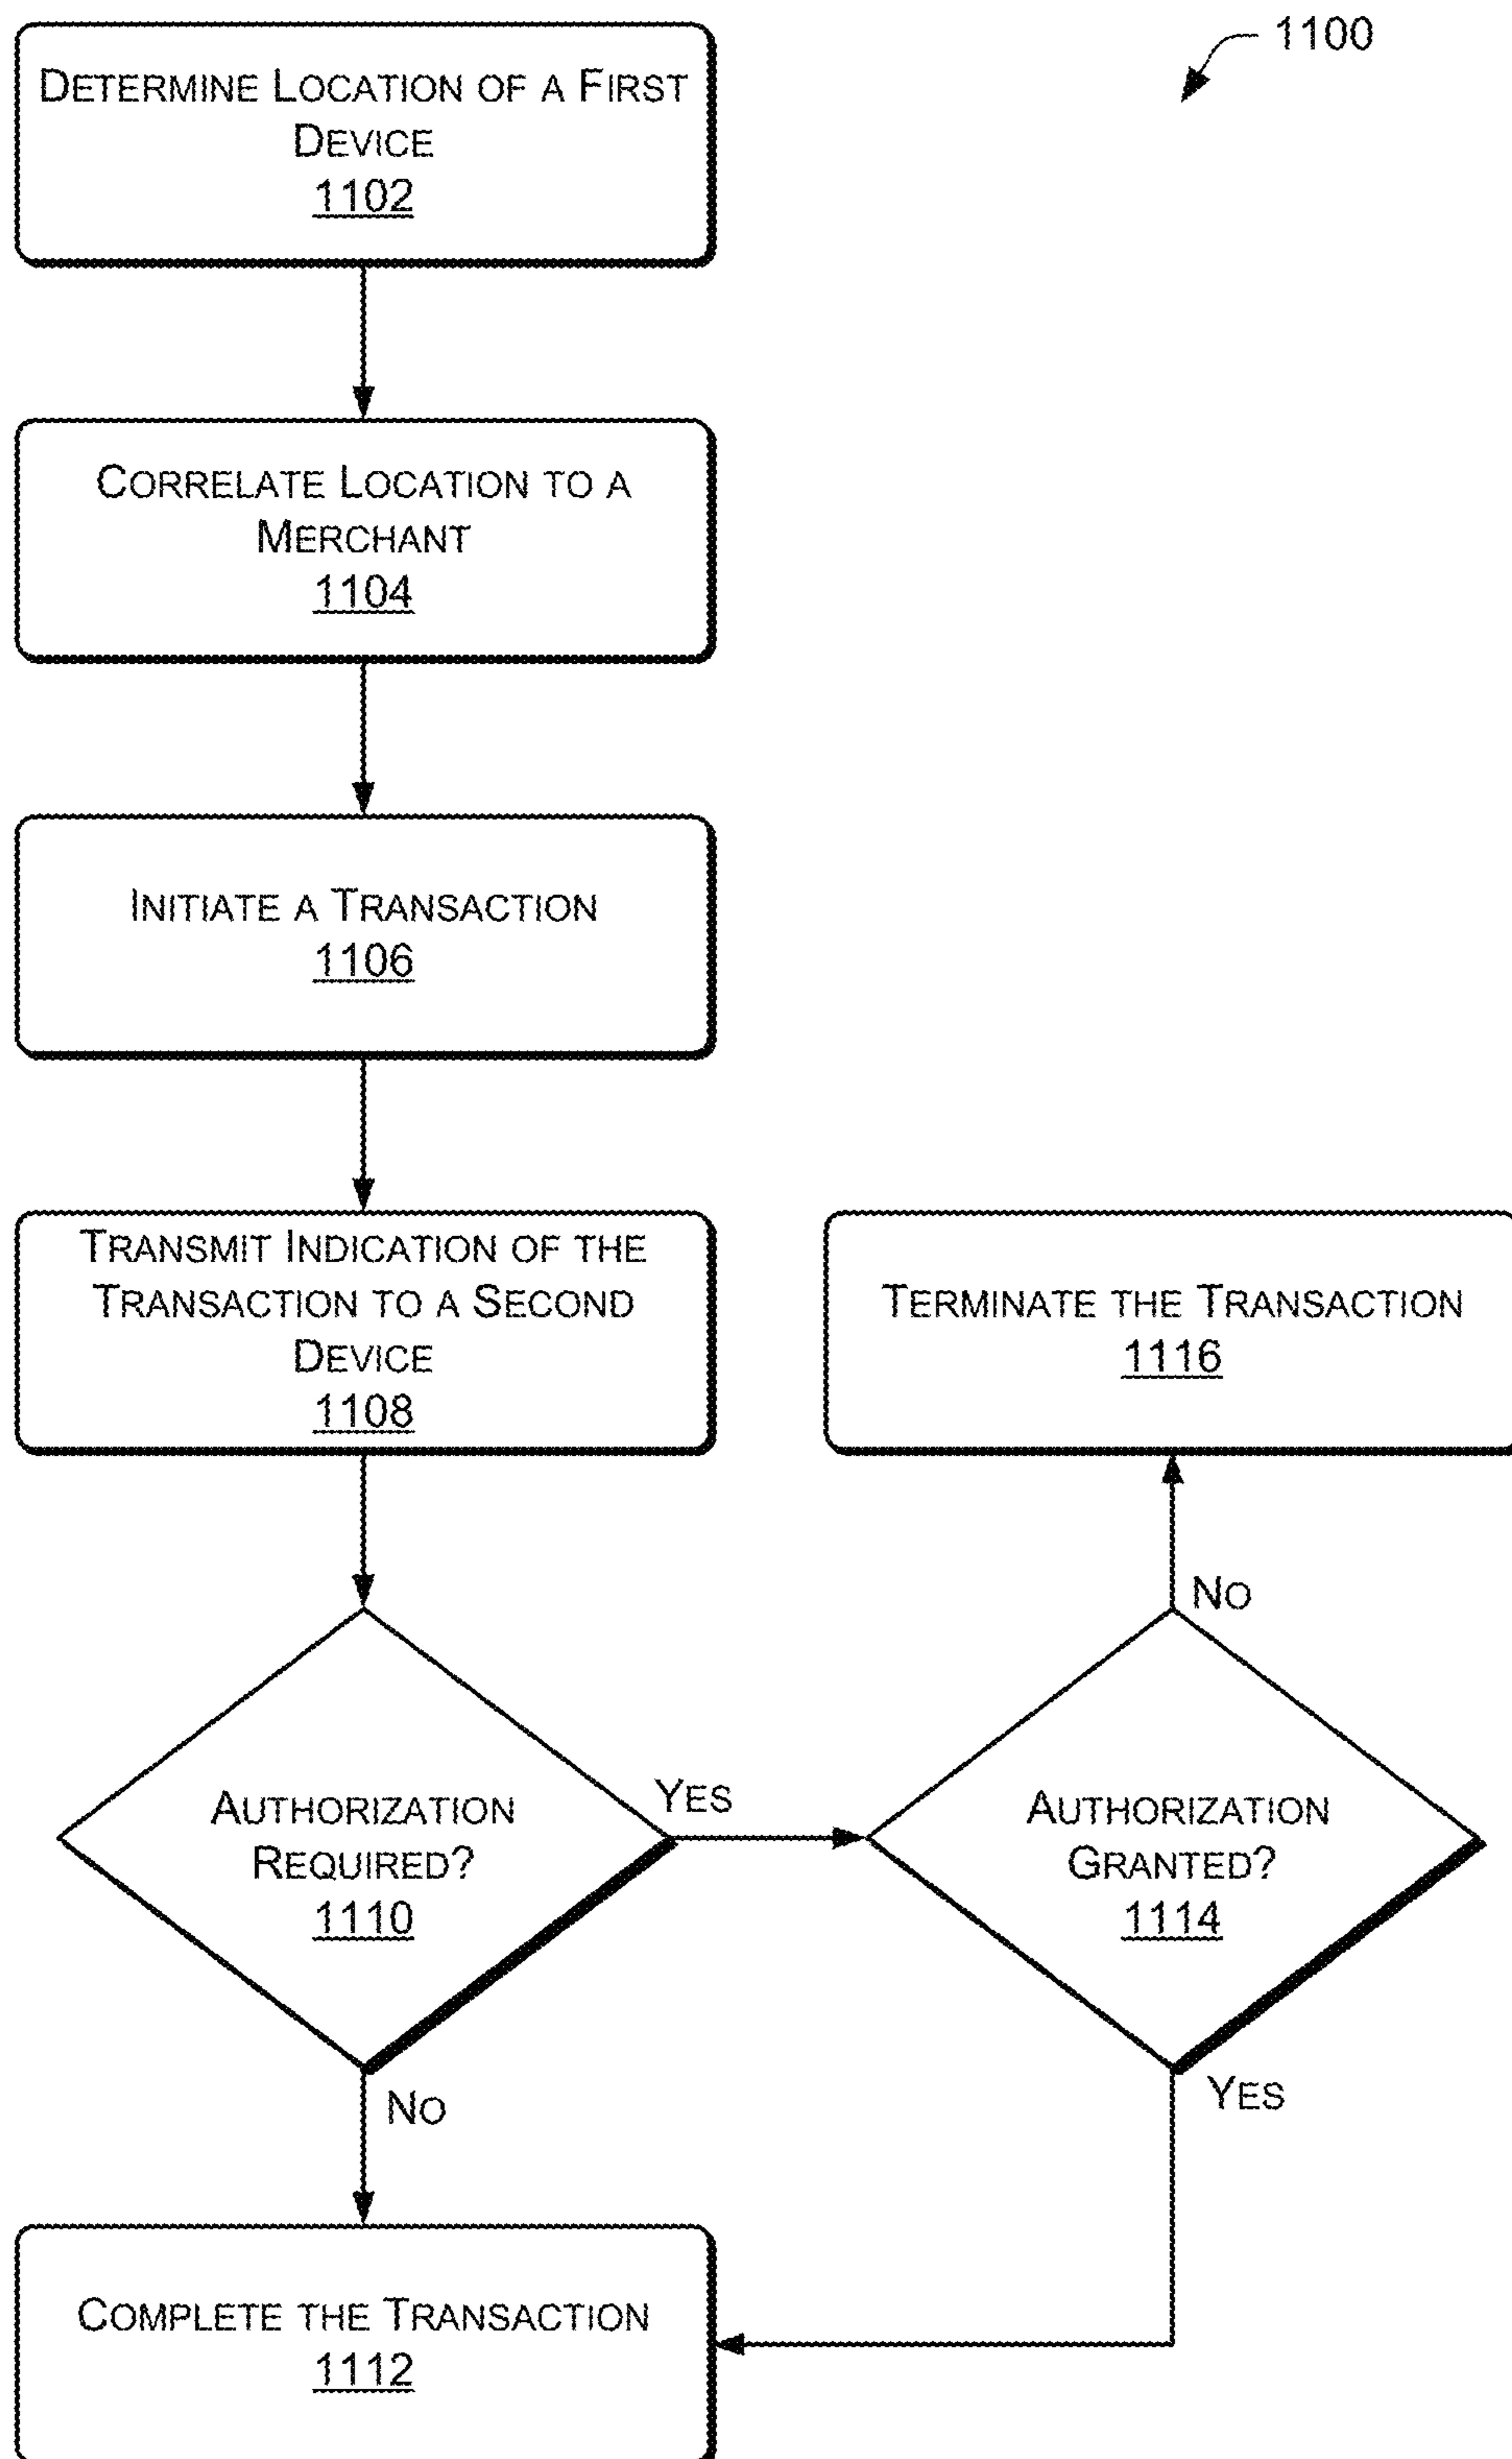 1100
DETERMINE LOCATION OF A FIRST
DEVICE
1102
CORRELATE LOCATION TO A
MERCHANT
1104
INITIATE A TRANSACTION
1106
TRANSMIT INDICATION OF THE
TRANSACTION TO A SECOND
DEVICE
1108
TERMINATE THE TRANSACTION
1116
NO
AUTHORIZATION
REQUIRED?
1110
YES
AUTHORIZATION
GRANTED?
1114
NO
YES
COMPLETE THE TRANSACTION
1112